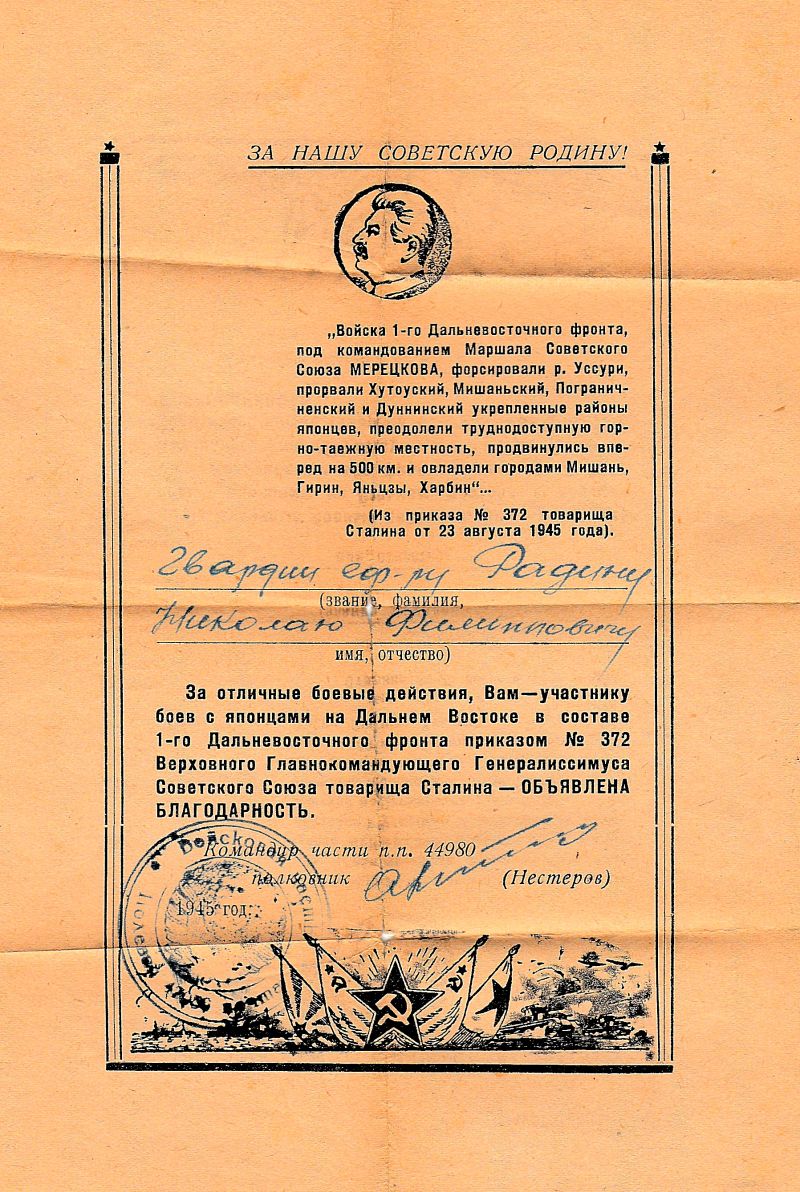 ЗА НАШУ СОВЕТСКУЮ РОДИНУ!
„Войска 1-го Дальневосточного фронта,
под командованием Маршала Советского
Союза МЕРЕЦКОВА, форсировали р. Уссури,
прорвали Хутоуский, Мишаньский, Погранич-
ненский и Дуннинский укрепленные районы
японцев, преодолели труднодоступную гор-
но-таежную местность, продвинулись впе-
ред на 500 км. и овладели городами Мишань,
Гирин, Яньцзы, Харбин“...
(Из приказа № 372 товарища
Сталина от 23 августа 1945 года).
Гвардии еф-ру Радину
(звание, фамилия,
Николаю Филипповичу
имя, отчество)
За отличные боевые действия, Вам—участнику
боев с японцами на Дальнем Востоке в составе
1-го Дальневосточного фронта приказом № 372
Верховного Главнокомандующего Генералиссимуса
Советского Союза товарища Сталина — ОБЪЯВЛЕНА
БЛАГОДАРНОСТЬ.
Командир части п.п. 44980
полковник (Нестеров)
1945 год.
Войсковая часть
Полевая почта